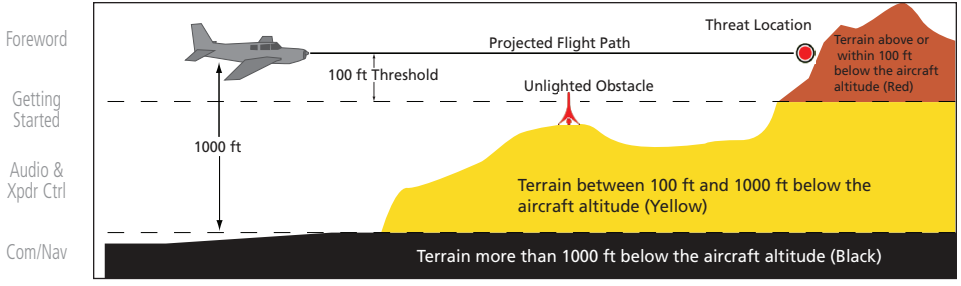 Foreword
Getting
Started
Audio &
Xpdr Ctrl
Com/Nav
Projected Flight Path
Threat Location
100 ft Threshold
Unlighted Obstacle
1000 ft
Terrain above or
within 100 ft
below the aircraft
altitude (Red)
Terrain between 100 ft and 1000 ft below the
aircraft altitude (Yellow)
Terrain more than 1000 ft below the aircraft altitude (Black)